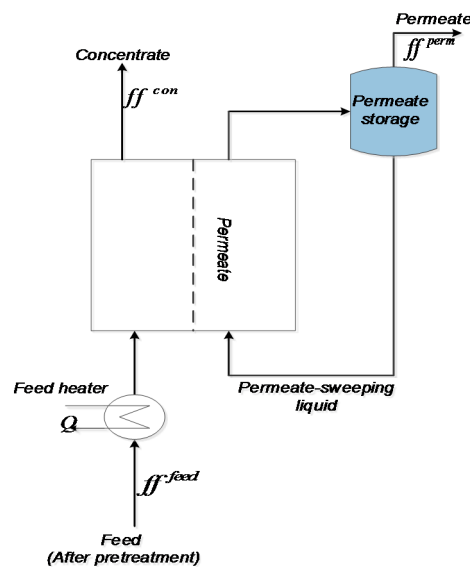 Permeate
ff perm
Concentrate
ff con
Permeate
storage
Permeate
Feed heater
Q
Permeate-sweeping
liquid
ff feed
Feed
(After pretreatment)